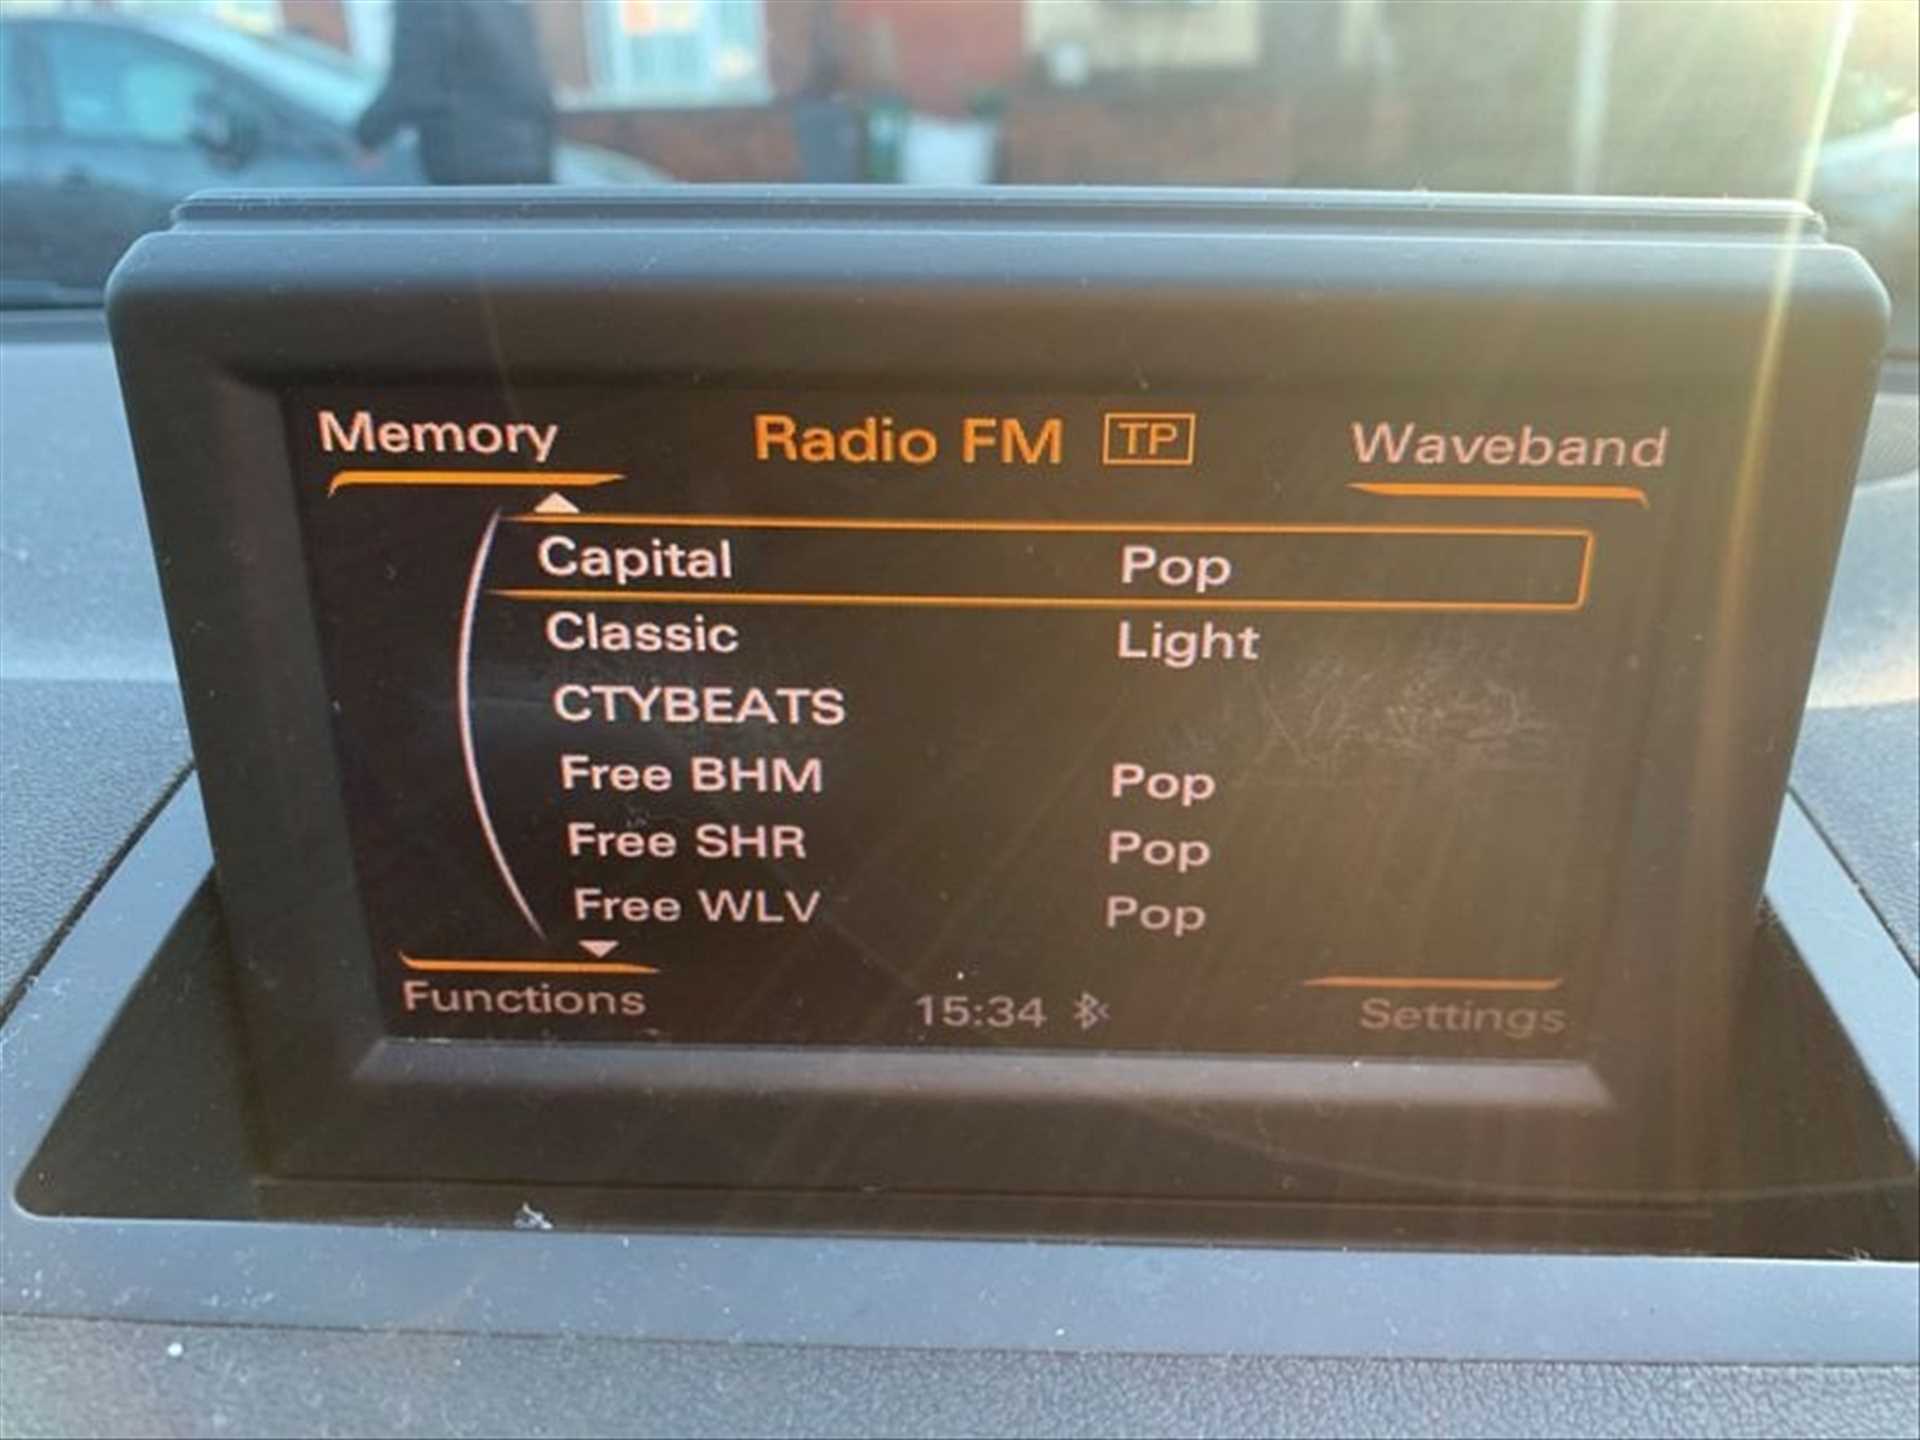 Memory Radio FM TP Waveband
Capital Pop
Classic Light
CTYBEATS
Free BHM Pop
Free SHR Pop
Free WLV Pop
Functions 15:34 Settings